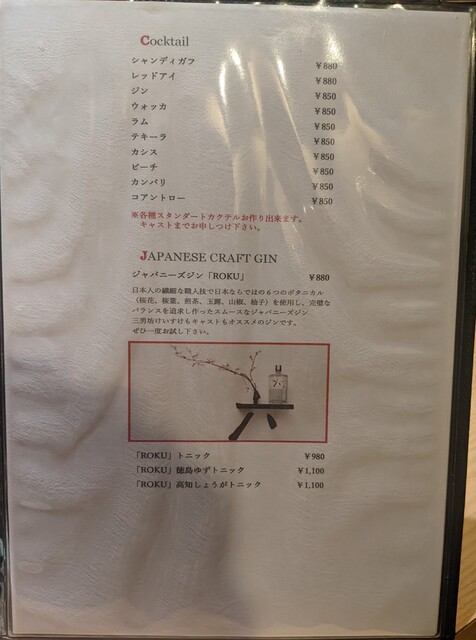 Cocktail
シャンディガフ ￥880
レッドアイ ￥880
ジン ￥850
ウォッカ ￥850
ラム ￥850
テキーラ ￥850
カシス ￥850
ピーチ ￥850
カンパリ ￥850
コアントロー ￥850
※各種スタンダートカクテルお作り出来ます。
キャストまでお申しつけ下さい。
JAPANESE CRAFT GIN
ジャパニーズジン「ROKU」 ￥880
日本人の繊細な職人技で日本ならではの６つのボタニカル
（桜花、桜葉、煎茶、玉露、山椒、柚子）を使用し、完璧な
バランスを追求し作ったスムースなジャパニーズジン
三男坊けいすけもキャストもオススメのジンです。
ぜひ一度お試し下さい。
六
「ROKU」トニック ￥980
「ROKU」徳島ゆずトニック ￥1,100
「ROKU」高知しょうがトニック ￥1,100